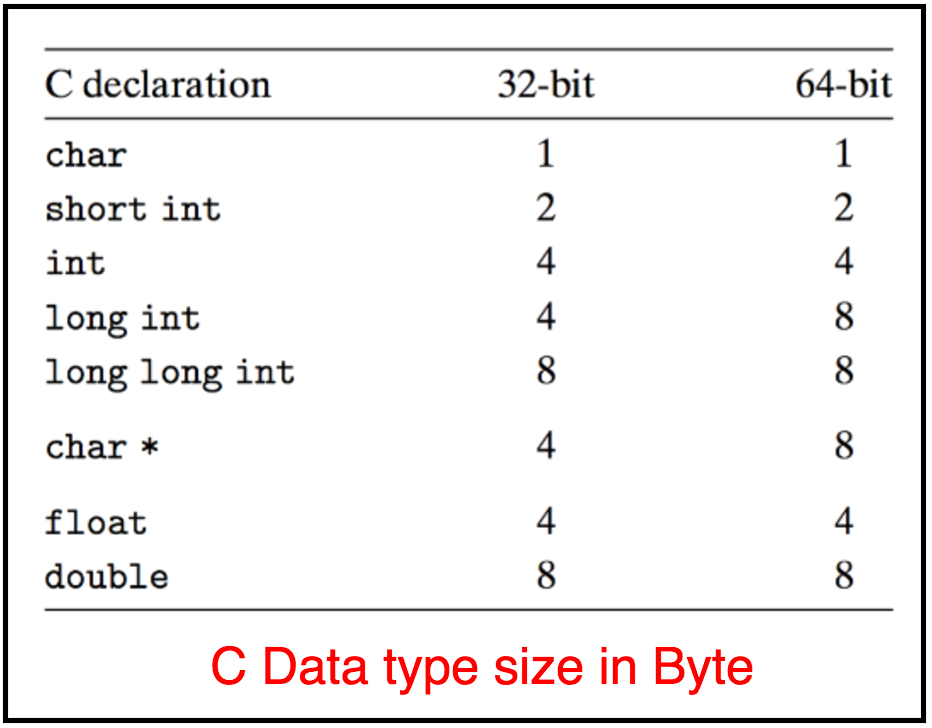 C declaration 32-bit 64-bit
char 1 1
short int 2 2
int 4 4
long int 4 8
long long int 8 8
char * 4 8
float 4 4
double 8 8
C Data type size in Byte